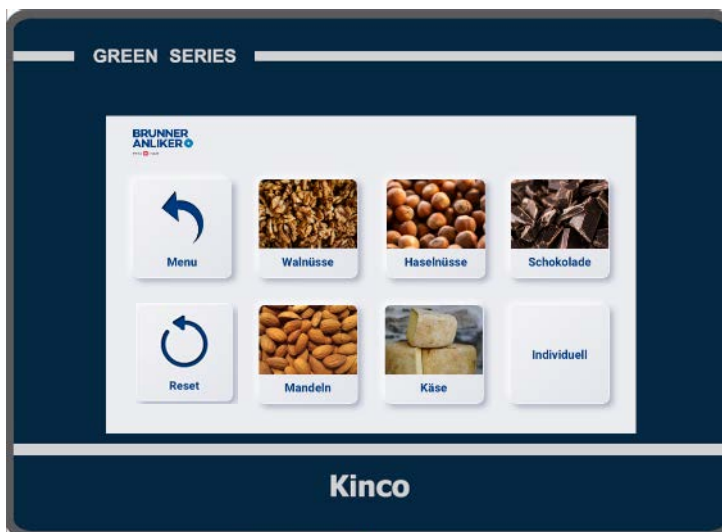 GREEN SERIES
BRUNNER
ANLIKER
Menu
Walnüsse
Haselnüsse
Schokolade
Reset
Mandeln
Käse
Individuell
Kinco